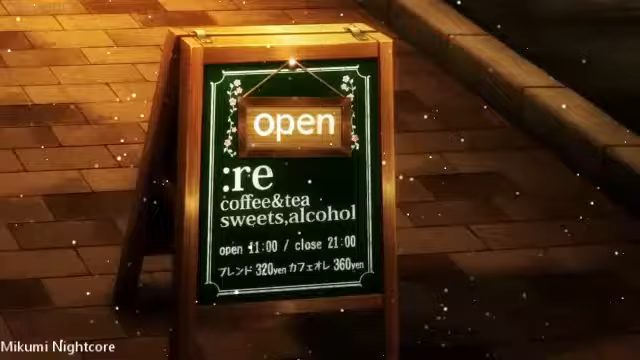 open
:re
coffee&tea
sweets,alcohol
open 11:00 / close 21:00
ブレンド 320yen カフェオレ 360yen
Mikumi Nightcore